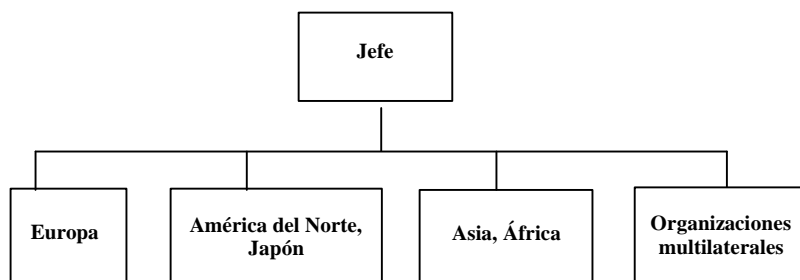 Jefe
Europa
América del Norte,
Japón
Asia, África
Organizaciones
multilaterales